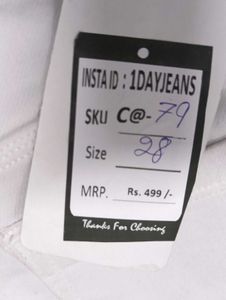 INSTA ID : 1DAYJEANS
SKU C@-79
Size 28
MRP. Rs. 499 /-
Thanks For Choosing